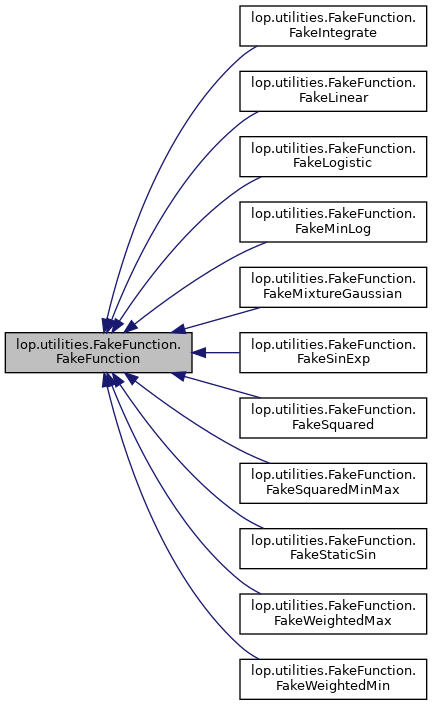 lop.utilities.FakeFunction.
FakeIntegrate
lop.utilities.FakeFunction.
FakeLinear
lop.utilities.FakeFunction.
FakeLogistic
lop.utilities.FakeFunction.
FakeMinLog
lop.utilities.FakeFunction.
FakeMixtureGaussian
lop.utilities.FakeFunction.
FakeFunction
lop.utilities.FakeFunction.
FakeSinExp
lop.utilities.FakeFunction.
FakeSquared
lop.utilities.FakeFunction.
FakeSquaredMinMax
lop.utilities.FakeFunction.
FakeStaticSin
lop.utilities.FakeFunction.
FakeWeightedMax
lop.utilities.FakeFunction.
FakeWeightedMin